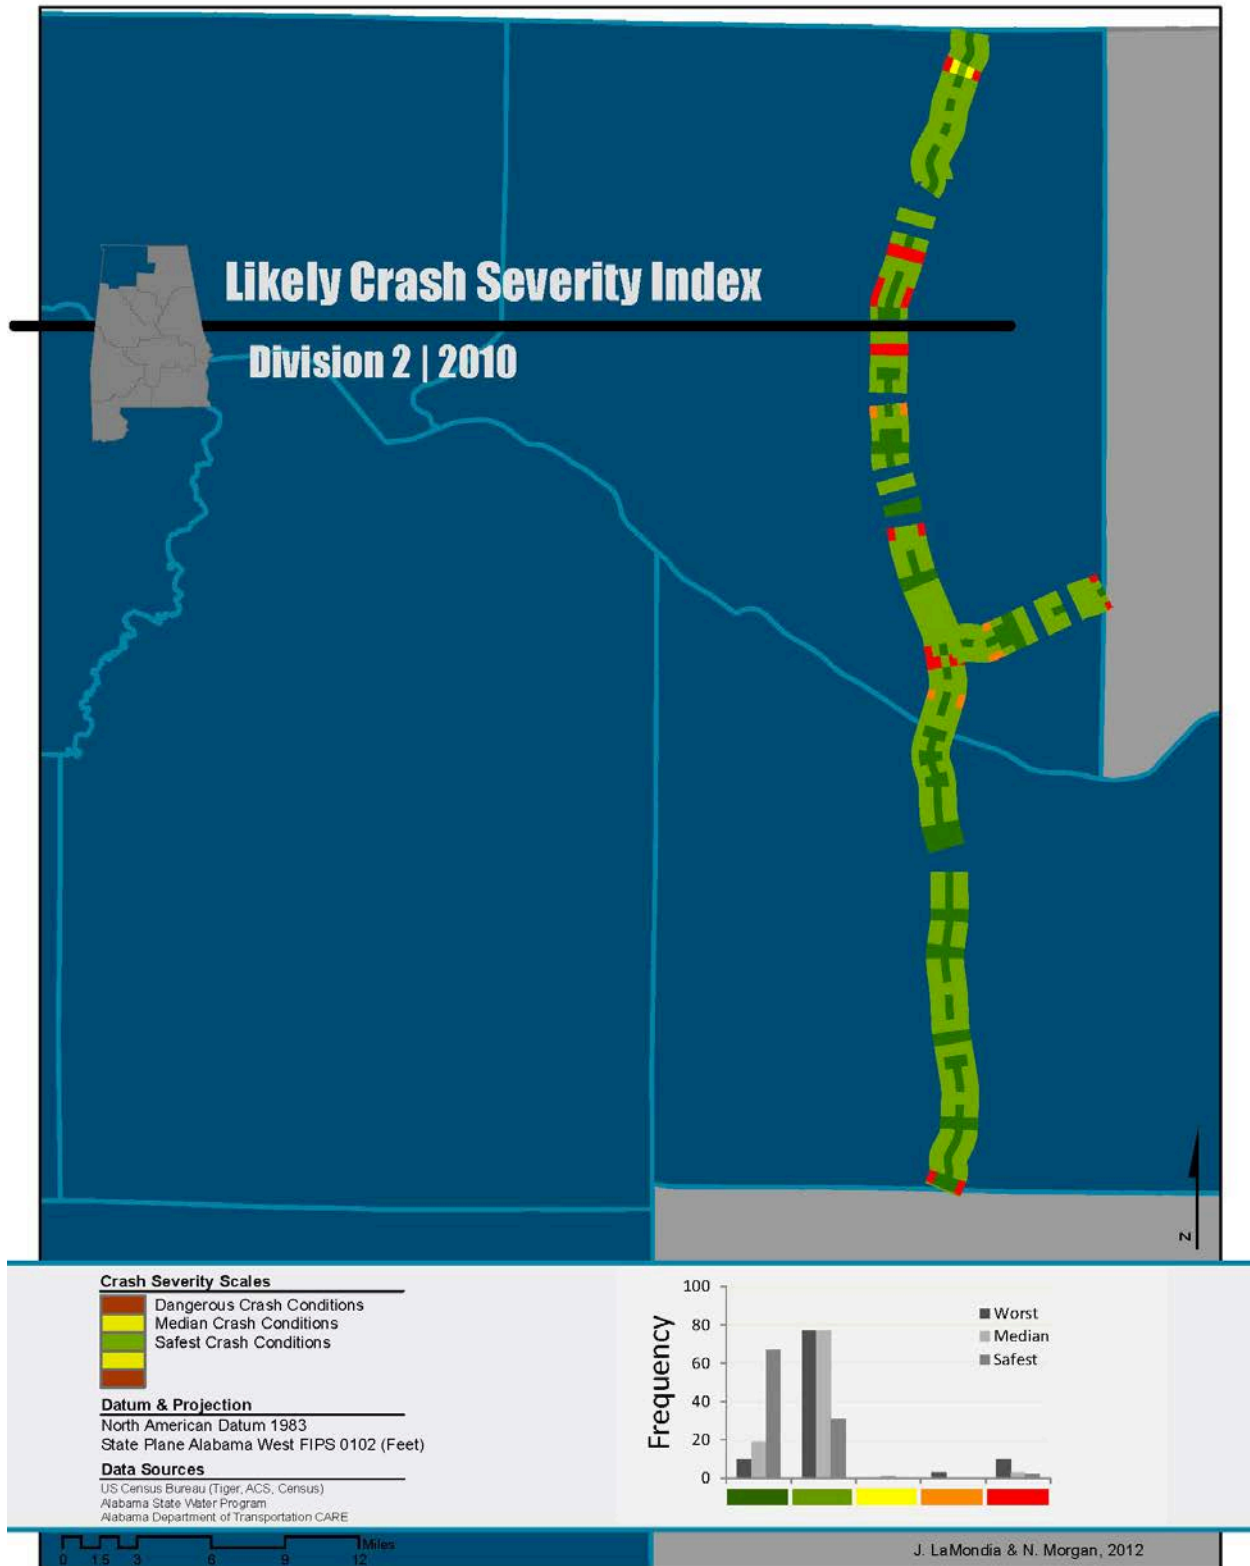 Likely Crash Severity Index
Division 2 | 2010
N
Crash Severity Scales
Dangerous Crash Conditions
Median Crash Conditions
Safest Crash Conditions
Datum & Projection
North American Datum 1983
State Plane Alabama West FIPS 0102 (Feet)
Data Sources
US Census Bureau (Tiger, ACS, Census)
Alabama State Water Program
Alabama Department of Transportation CARE
Frequency
100
80
60
40
20
0
Worst
Median
Safest
Miles
0 1.5 3 6 9 12
J. LaMondia & N. Morgan, 2012